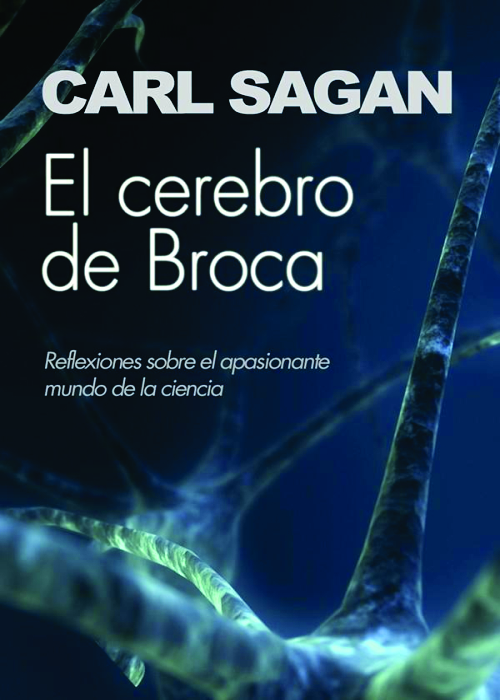 CARL SAGAN
El cerebro
de Broca
Reflexiones sobre el apasionante
mundo de la ciencia